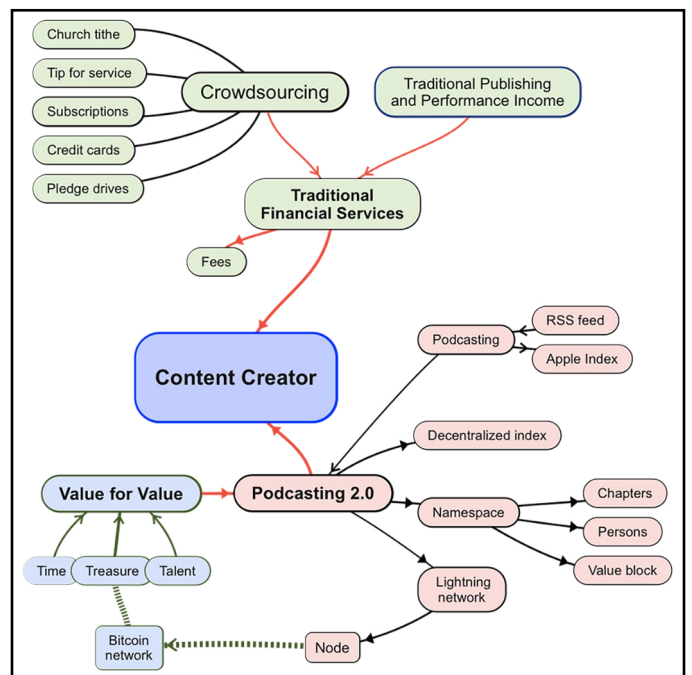 Church tithe
Tip for service
Crowdsourcing
Traditional Publishing
and Performance Income
Subscriptions
Credit cards
Pledge drives
Traditional
Financial Services
Fees
RSS feed
Podcasting
Apple Index
Content Creator
Decentralized index
Value for Value
Podcasting 2.0
Chapters
Namespace
Persons
Time
Treasure
Talent
Value block
Lightning
network
Bitcoin
network
Node